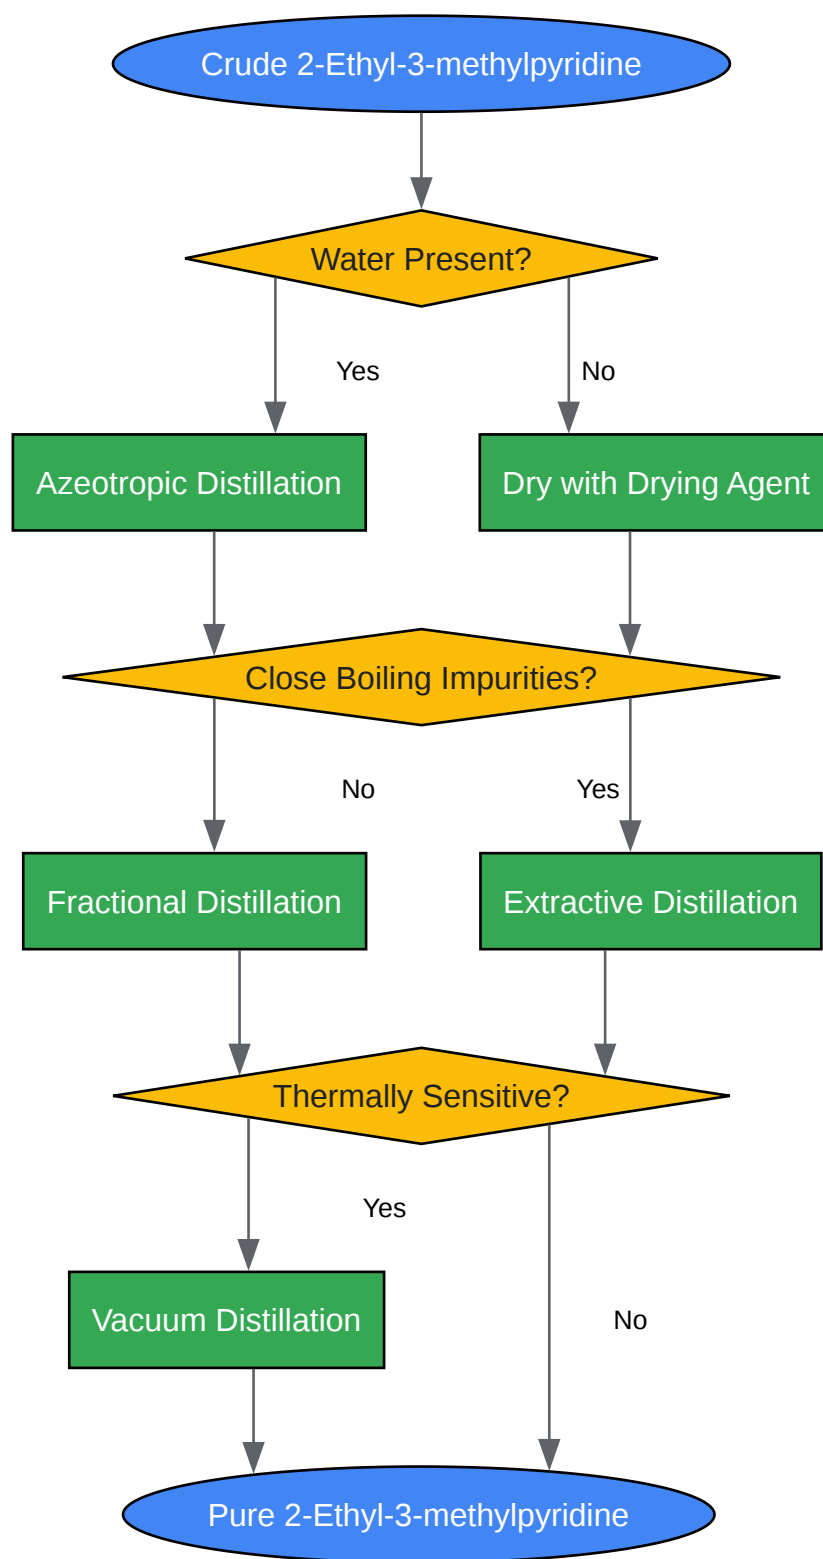 Crude 2-Ethyl-3-methylpyridine
Water Present?
Yes
No
Azeotropic Distillation
Dry with Drying Agent
Close Boiling Impurities?
No
Yes
Fractional Distillation
Extractive Distillation
Thermally Sensitive?
Yes
Vacuum Distillation
No
Pure 2-Ethyl-3-methylpyridine